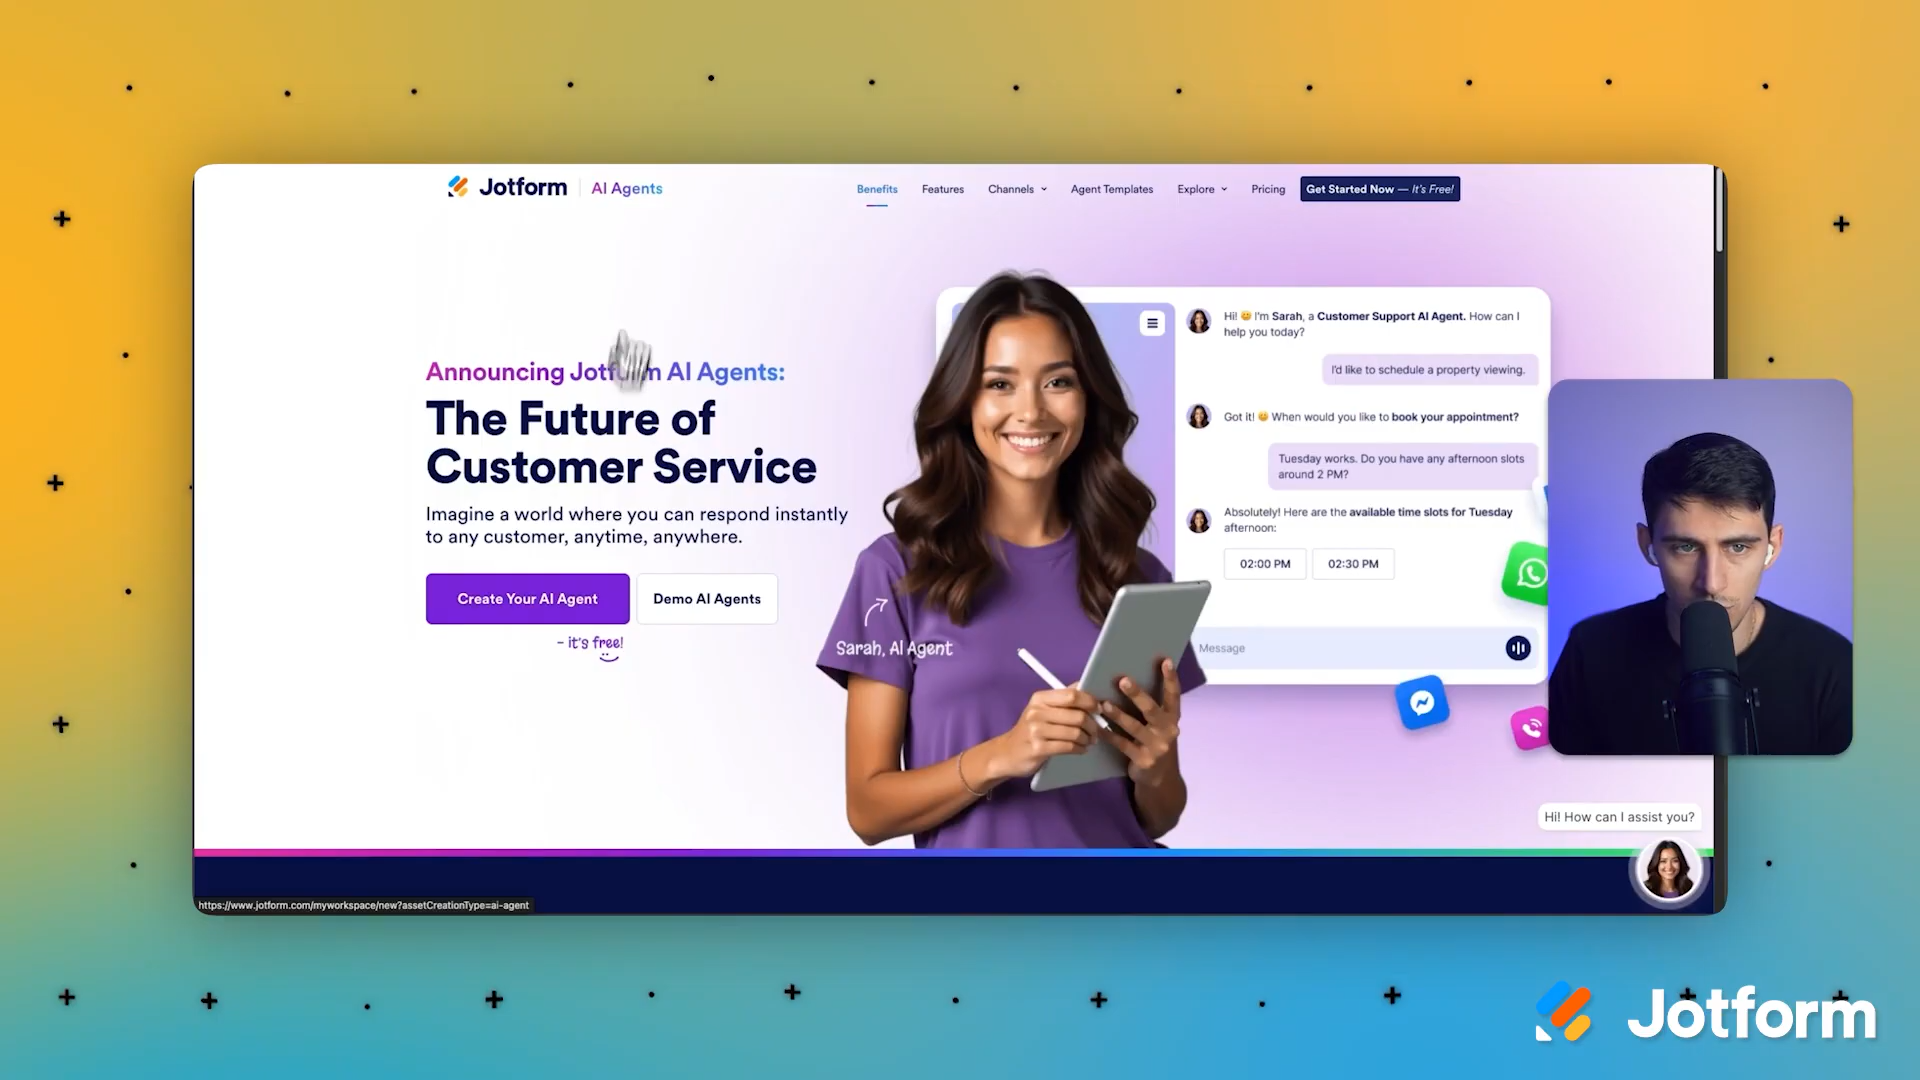 Jotform | AI Agents
Benefits Features Channels Agent Templates Explore Pricing Get Started Now — It's Free!
Announcing Jotform AI Agents:
The Future of
Customer Service
Imagine a world where you can respond instantly
to any customer, anytime, anywhere.
Create Your AI Agent
Demo AI Agents
- it's free!
Sarah, AI Agent
Hi! 😊 I'm Sarah, a Customer Support AI Agent. How can I
help you today?
I'd like to schedule a property viewing.
Got it! 😊 When would you like to book your appointment?
Tuesday works. Do you have any afternoon slots
around 2 PM?
Absolutely! Here are the available time slots for Tuesday
afternoon:
02:00 PM
02:30 PM
Message
Hi! How can I assist you?
https://www.jotform.com/myworkspace/new?assetCreationType=ai-agent
Jotform